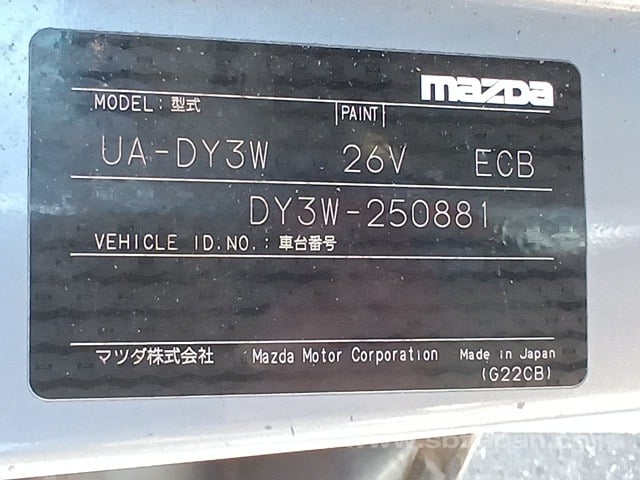 mazda
MODEL: 型式 PAINT
UA-DY3W 26V ECB
DY3W-250881
VEHICLE ID.NO.: 車台番号
マツダ株式会社 Mazda Motor Corporation Made in Japan
(G22CB)